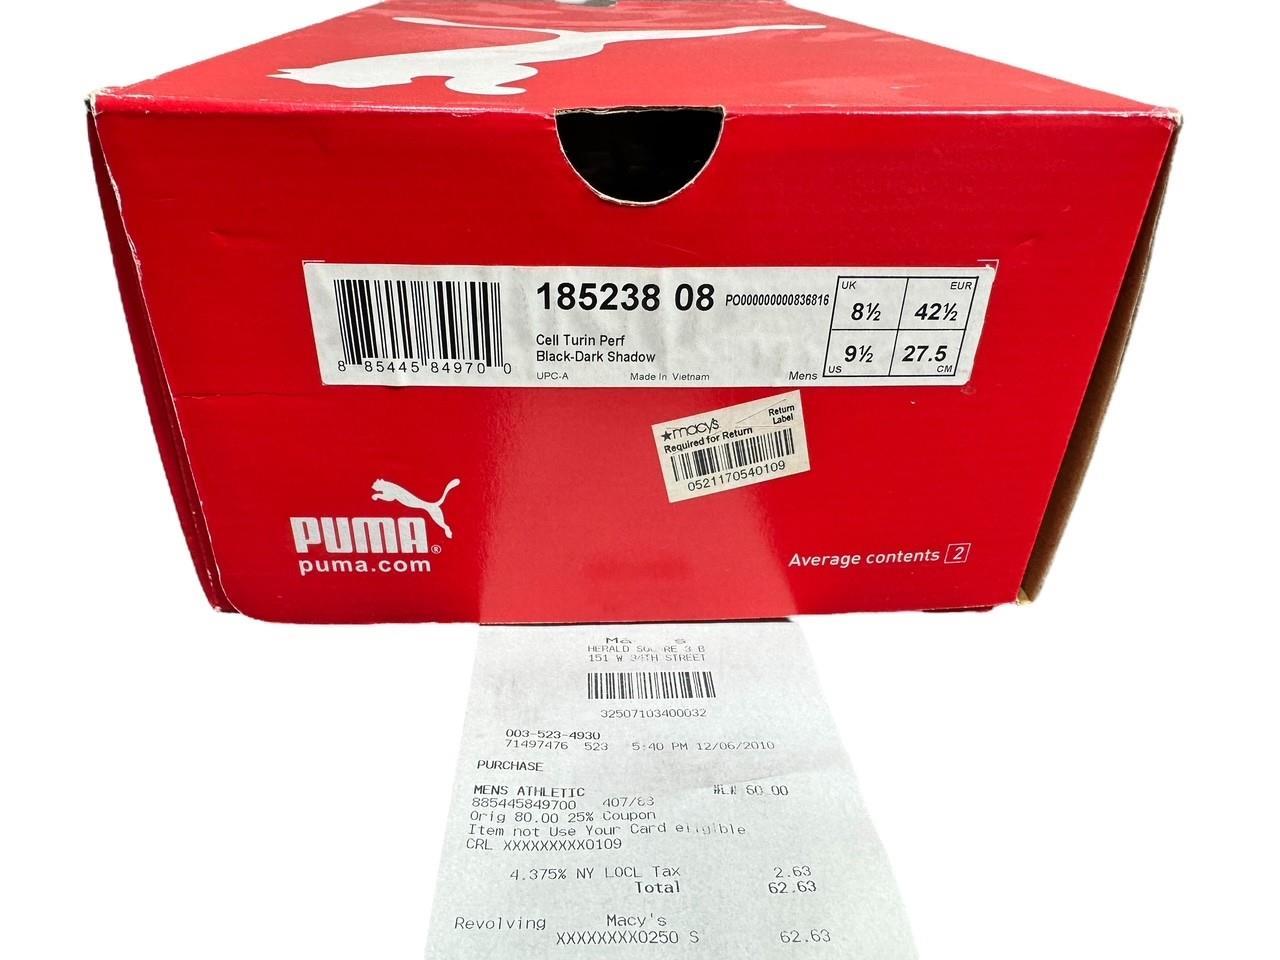 185238 08 PO000000000836816
UK EUR
8½ 42½
9½ 27.5
US CM
Cell Turin Perf
Black-Dark Shadow
8 85445 84970 0
UPC-A Made In Vietnam Mens
★macy's Return
Label
Required for Return
0521170540109
PUMA®
puma.com
Average contents 2
HERALD 3 B
151 W 34TH STREET
32507103400032
003-523-4930
71497476 523 5:40 PM 12/06/2010
PURCHASE
MENS ATHLETIC 60.00
885445849700 407/83
Orig 80.00 25% Coupon
Item not Use Your Card eligible
CRL XXXXXXXXX0109
4.375% NY LOCL Tax 2.63
Total 62.63
Revolving Macy's
XXXXXXXX0250 S 62.63